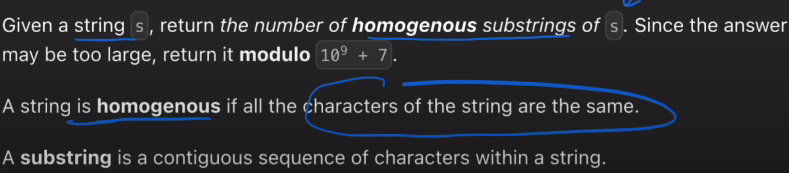 Given a string s, return the number of homogenous substrings of s. Since the answer
may be too large, return it modulo 10⁹ + 7.
A string is homogenous if all the characters of the string are the same.
A substring is a contiguous sequence of characters within a string.